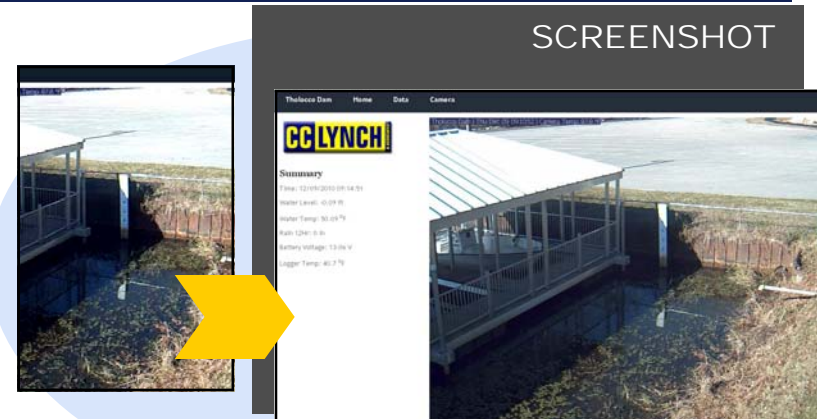 SCREENSHOT
Tholocco Dam Home Data Camera
CC LYNCH
Summary
Time: 12/09/2010 09:14:51
Water Level: -0.09 ft
Water Temp: 50.09 °F
Rain (24hr): 0 in
Battery Voltage: 13.06 V
Logger Temp: 40.7 °F